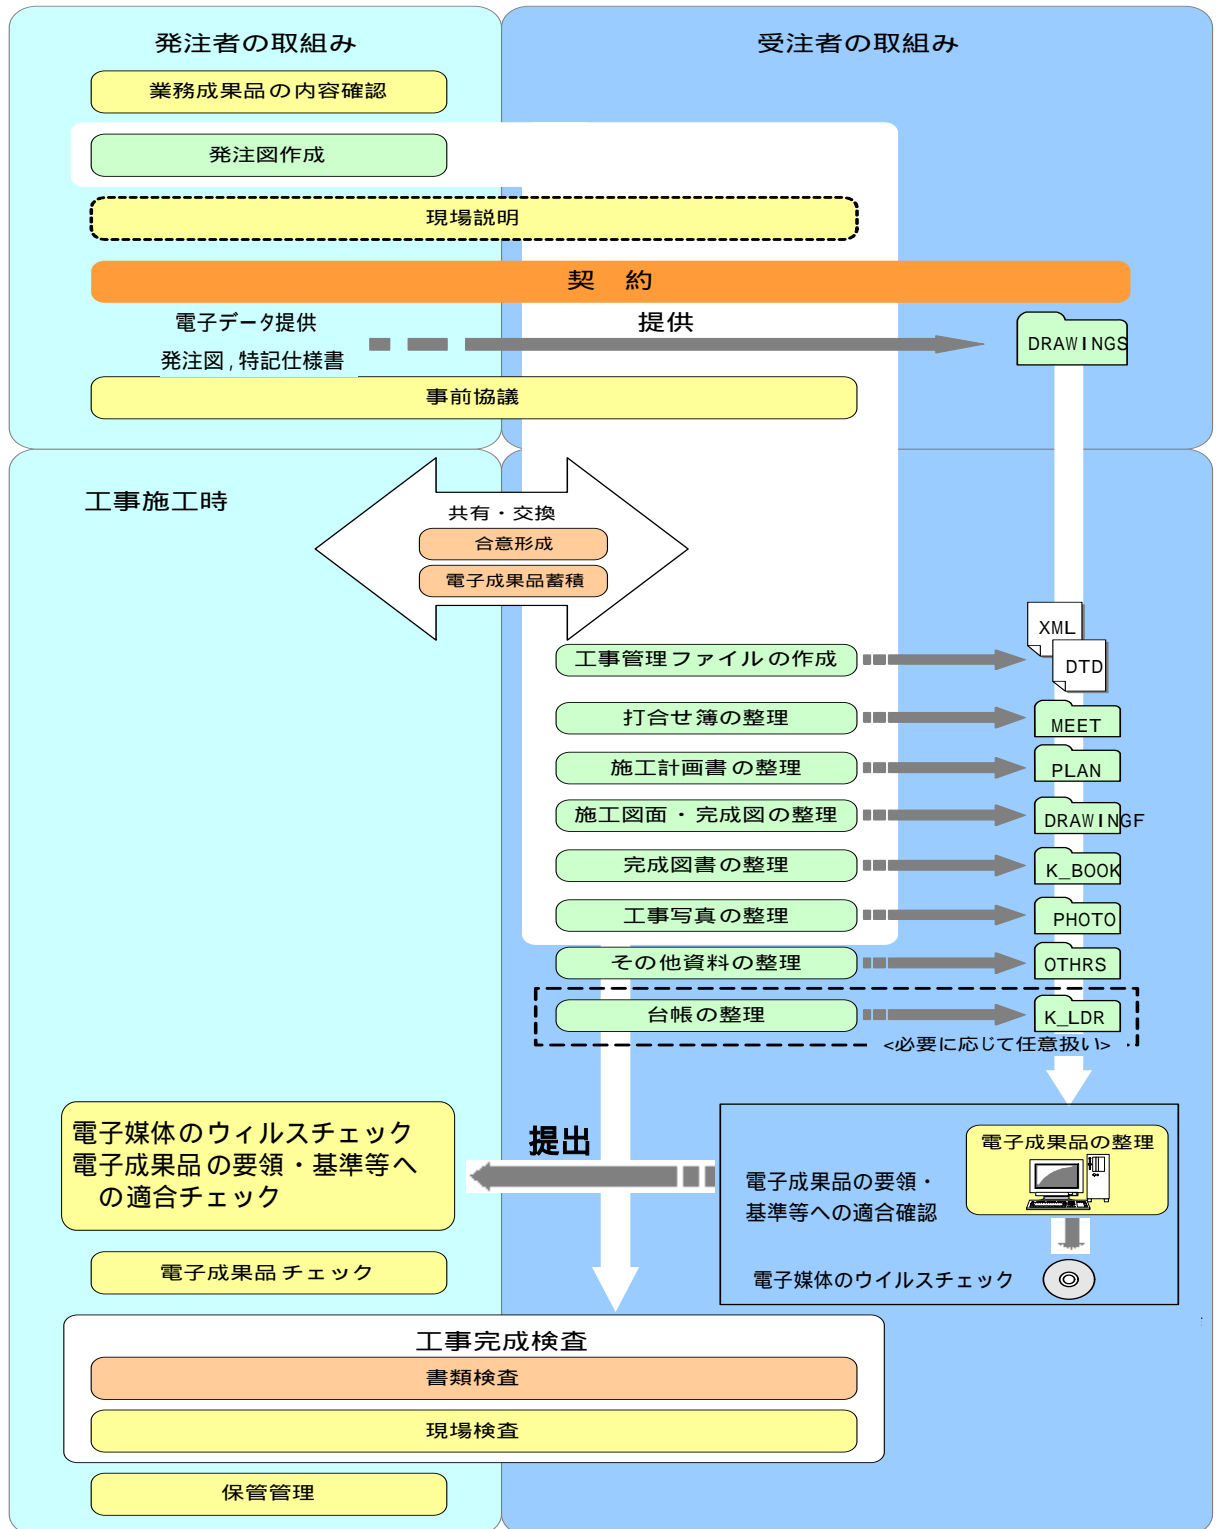 発注者の取組み
受注者の取組み
業務成果品の内容確認
発注図作成
現場説明
契　約
電子データ提供
発注図,特記仕様書
提供
DRAWINGS
事前協議
工事施工時
共有・交換
合意形成
電子成果品蓄積
XML
DTD
工事管理ファイルの作成
打合せ簿の整理
MEET
施工計画書の整理
PLAN
施工図面・完成図の整理
DRAWINGF
完成図書の整理
K_BOOK
工事写真の整理
PHOTO
その他資料の整理
OTHRS
台帳の整理
K_LDR
<必要に応じて任意扱い>
電子媒体のウィルスチェック
電子成果品の要領・基準等へ
の適合チェック
提出
電子成果品の整理
電子成果品の要領・
基準等への適合確認
電子媒体のウイルスチェック
電子成果品チェック
工事完成検査
書類検査
現場検査
保管管理